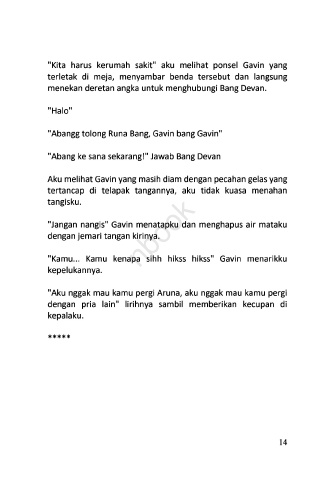 "Kita harus kerumah sakit" aku melihat ponsel Gavin yang
terletak di meja, menyambar benda tersebut dan langsung
menekan deretan angka untuk menghubungi Bang Devan.
"Halo"
"Abangg tolong Runa Bang, Gavin bang Gavin"
"Abang ke sana sekarang!" Jawab Bang Devan
Aku melihat Gavin yang masih diam dengan pecahan gelas yang
tertancap di telapak tangannya, aku tidak kuasa menahan
tangisku.
"Jangan nangis" Gavin menatapku dan menghapus air mataku
dengan jemari tangan kirinya.
"Kamu... Kamu kenapa sihh hikss hikss" Gavin menarikku
kepelukannya.
"Aku nggak mau kamu pergi Aruna, aku nggak mau kamu pergi
dengan pria lain" lirihnya sambil memberikan kecupan di
kepalaku.
*****
14